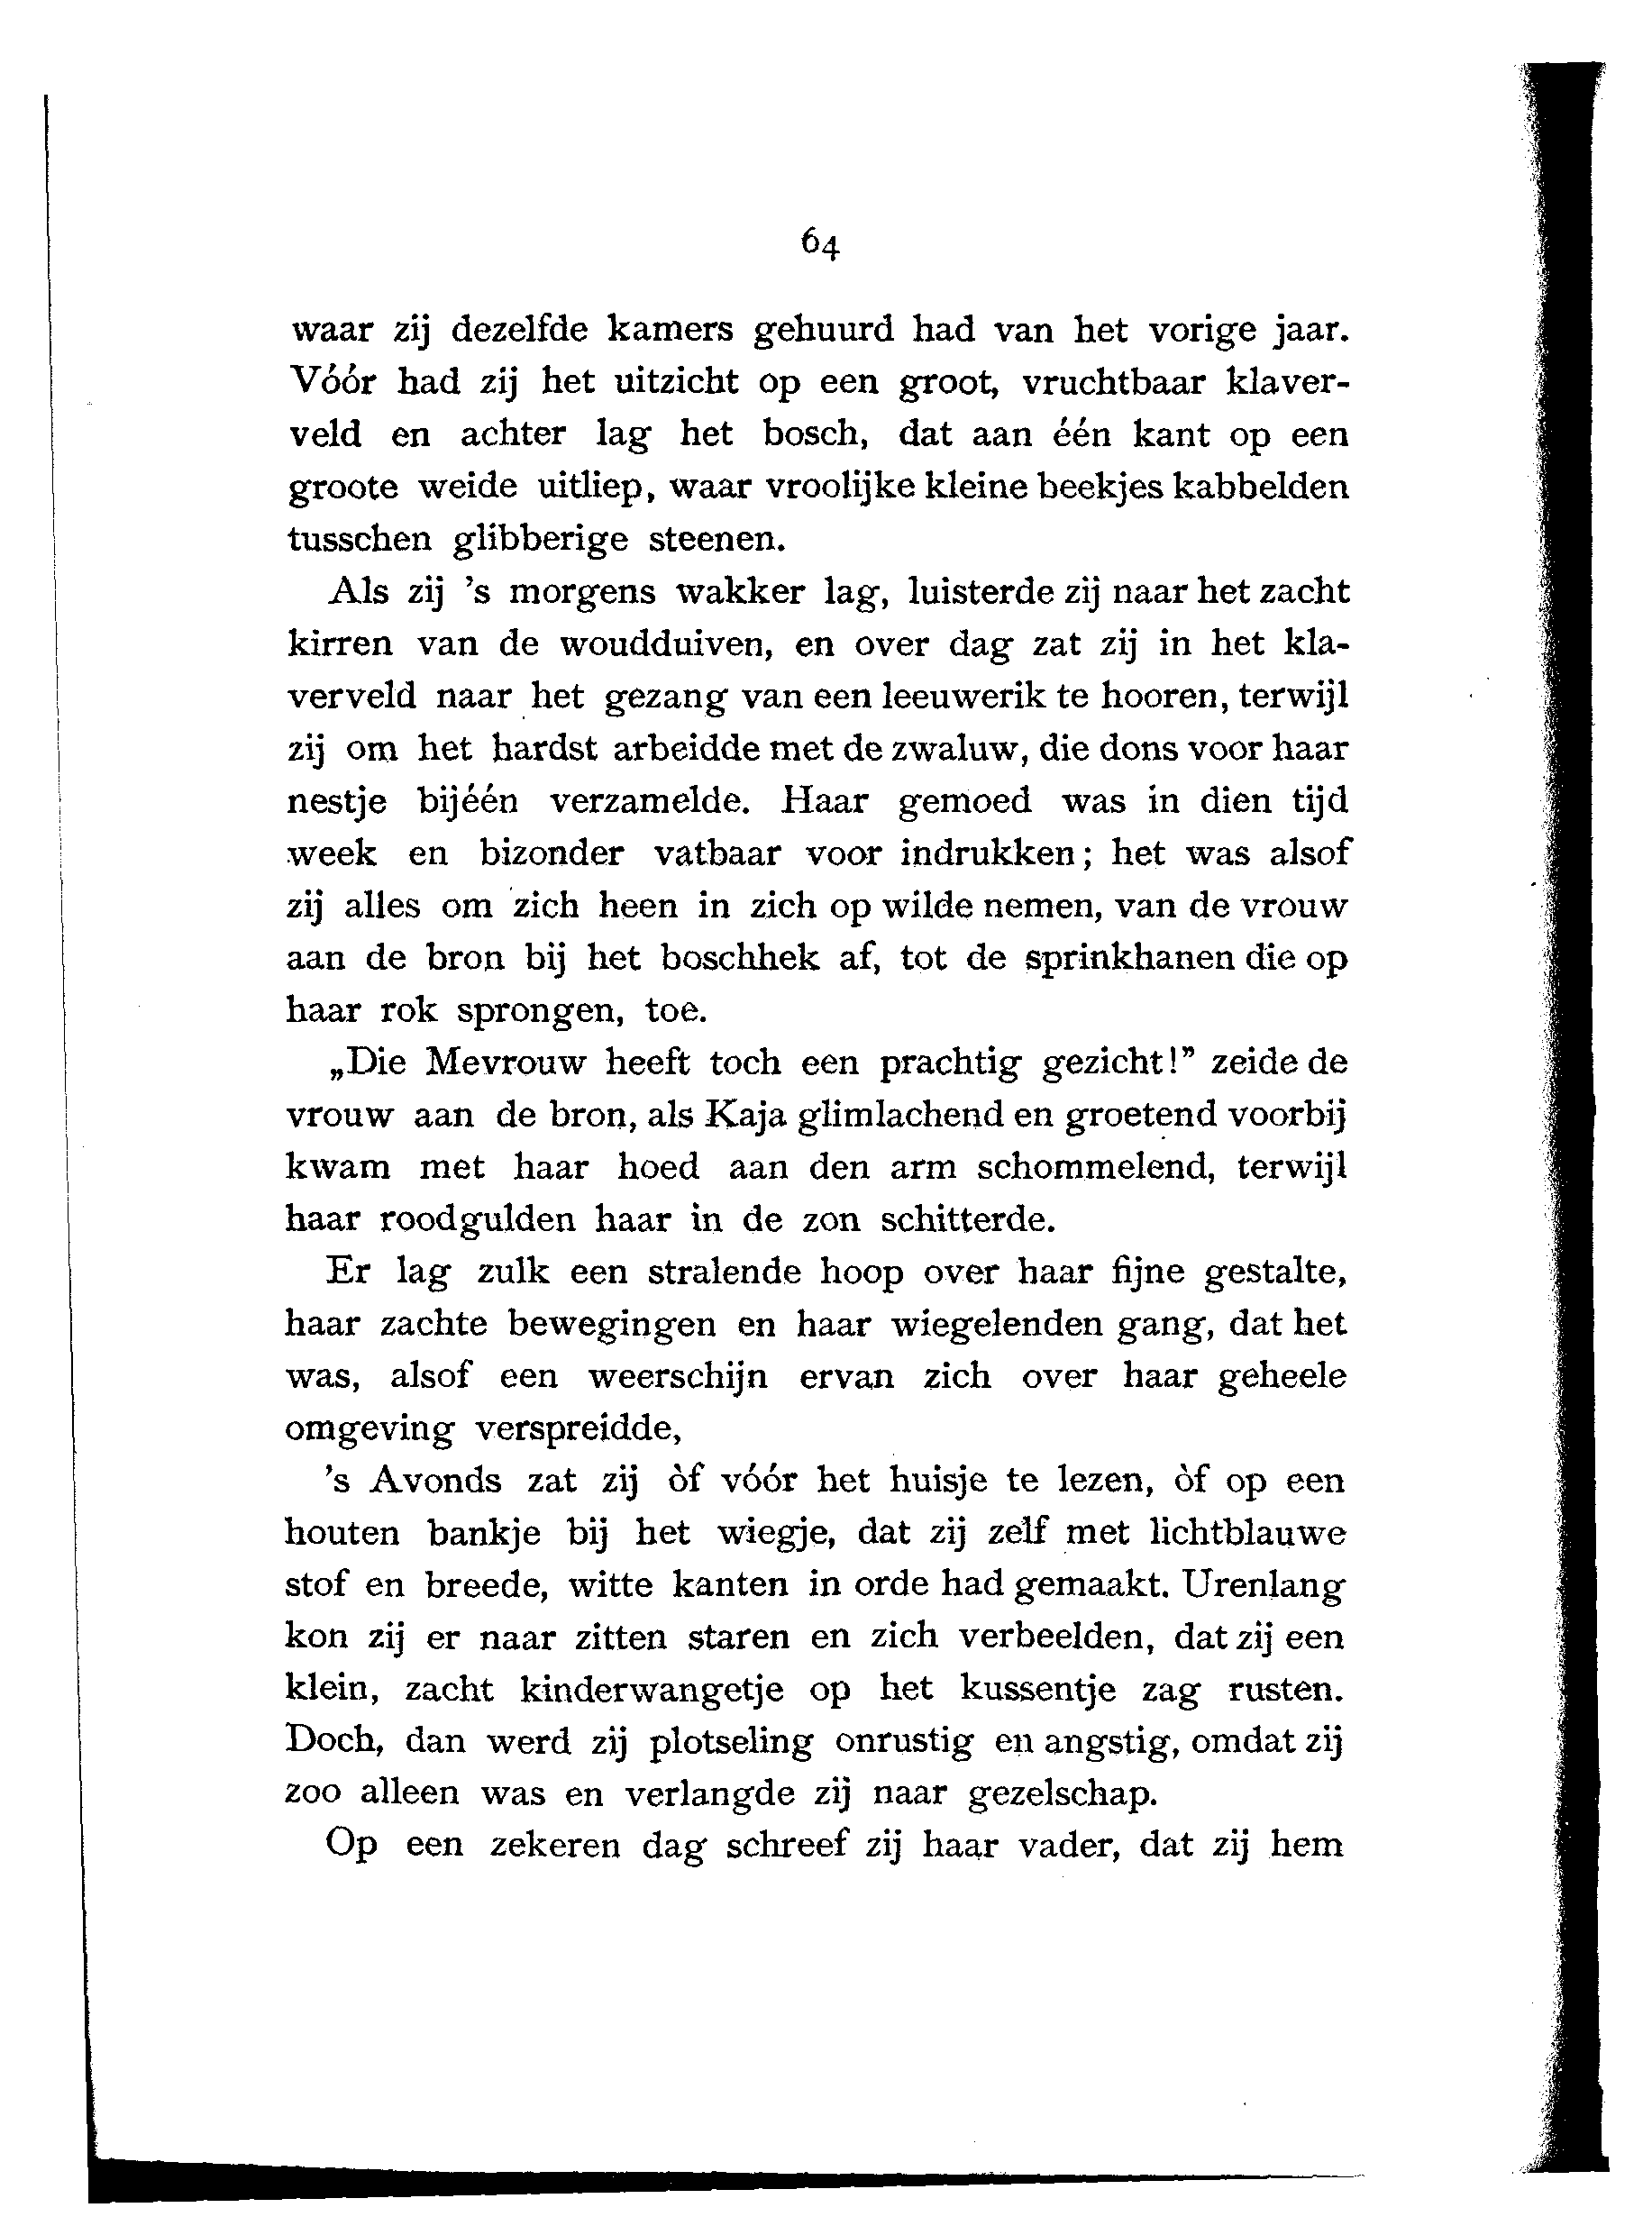 64
waar zij dezelfde kamers gehuurd had van het vorige jaar.
Vóór had zij het uitzicht op een groot, vruchtbaar klaver-
veld en achter lag het bosch, dat aan één kant op een
groote weide uitliep, waar vroolijke kleine beekjes kabbelden
tusschen glibberige steenen.
Als zij 's morgens wakker lag, luisterde zij naar het zacht
kirren van de woudduiven, en over dag zat zij in het kla-
verveld naar het gezang van een leeuwerik te hooren, terwijl
zij om het hardst arbeidde met de zwaluw, die dons voor haar
nestje bijéén verzamelde. Haar gemoed was in dien tijd
week en bizonder vatbaar voor indrukken; het was alsof
zij alles om zich heen in zich op wilde nemen, van de vrouw
aan de bron bij het boschhek af, tot de sprinkhanen die op
haar rok sprongen, toe.
„Die Mevrouw heeft toch een prachtig gezicht!” zeide de
vrouw aan de bron, als Kaja glimlachend en groetend voorbij
kwam met haar hoed aan den arm schommelend, terwijl
haar roodgulden haar in de zon schitterde.
Er lag zulk een stralende hoop over haar fijne gestalte,
haar zachte bewegingen en haar wiegelenden gang, dat het
was, alsof een weerschijn ervan zich over haar geheele
omgeving verspreidde,
's Avonds zat zij òf vóór het huisje te lezen, òf op een
houten bankje bij het wiegje, dat zij zelf met lichtblauwe
stof en breede, witte kanten in orde had gemaakt. Urenlang
kon zij er naar zitten staren en zich verbeelden, dat zij een
klein, zacht kinderwangetje op het kussentje zag rusten.
Doch, dan werd zij plotseling onrustig en angstig, omdat zij
zoo alleen was en verlangde zij naar gezelschap.
Op een zekeren dag schreef zij haar vader, dat zij hem